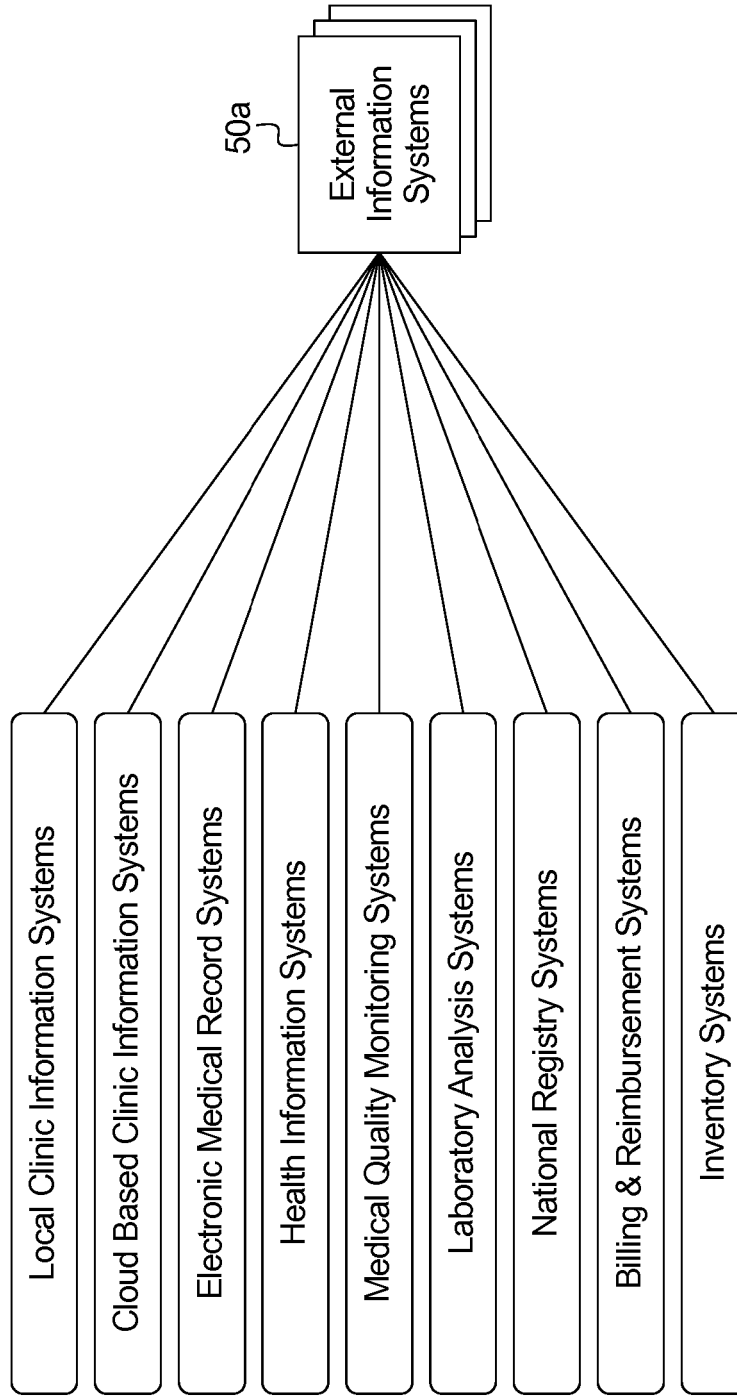 Local Clinic Information Systems
Cloud Based Clinic Information Systems
Electronic Medical Record Systems
Health Information Systems
Medical Quality Monitoring Systems
Laboratory Analysis Systems
National Registry Systems
Billing & Reimbursement Systems
Inventory Systems
50a
External
Information
Systems